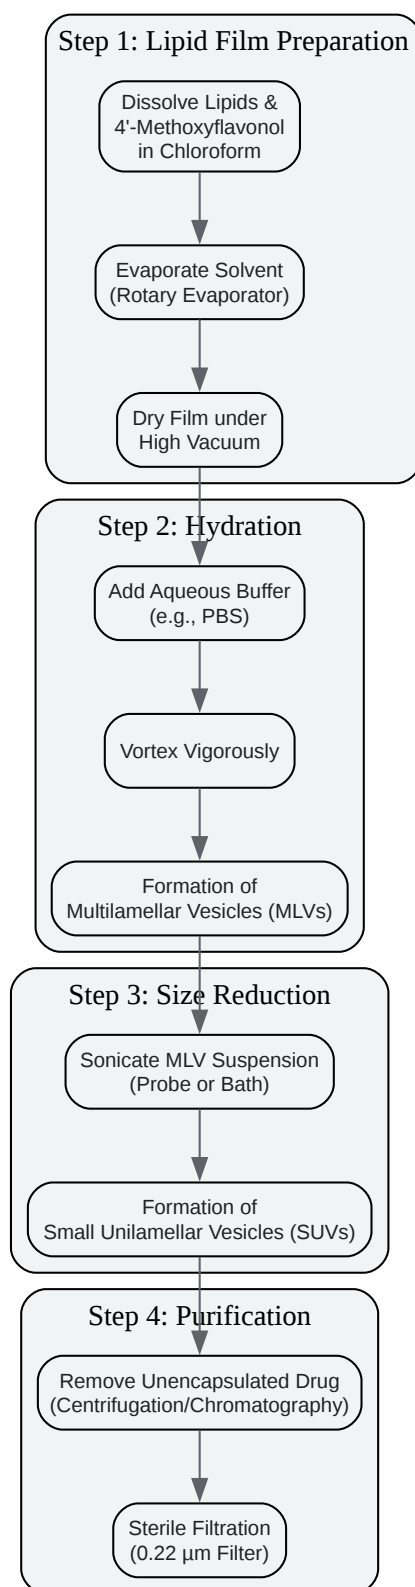 Step 1: Lipid Film Preparation
Dissolve Lipids &
4'-Methoxyflavonol
in Chloroform
Evaporate Solvent
(Rotary Evaporator)
Dry Film under
High Vacuum
Step 2: Hydration
Add Aqueous Buffer
(e.g., PBS)
Vortex Vigorously
Formation of
Multilamellar Vesicles (MLVs)
Step 3: Size Reduction
Sonicate MLV Suspension
(Probe or Bath)
Formation of
Small Unilamellar Vesicles (SUVs)
Step 4: Purification
Remove Unencapsulated Drug
(Centrifugation/Chromatography)
Sterile Filtration
(0.22 µm Filter)